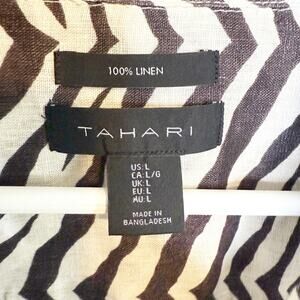 100% LINEN
TAHARI
US:L
CA:L/G
UK:L
EU:L
AU:L
MADE IN
BANGLADESH